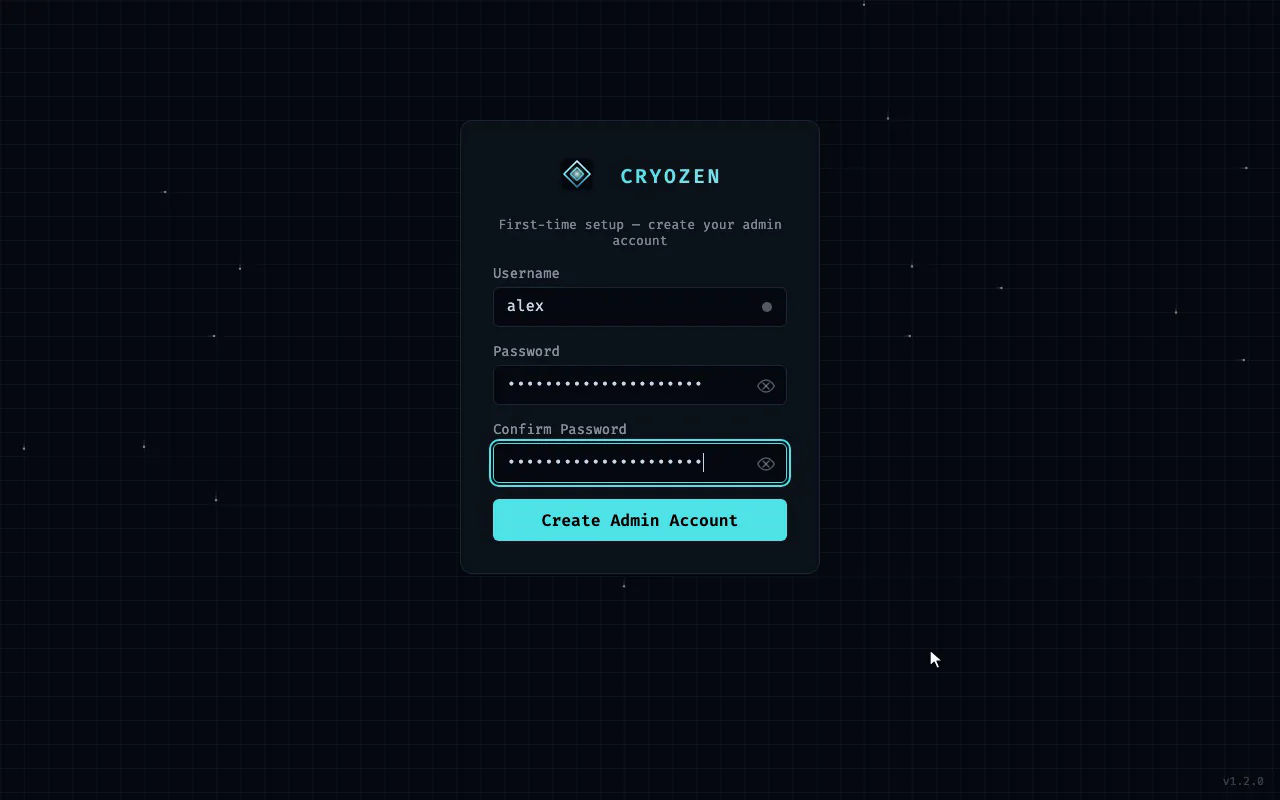 CRYOZEN
First-time setup — create your admin
account
Username
alex
Password
•••••••••••••••••••••
Confirm Password
•••••••••••••••••••••
Create Admin Account
v1.2.0